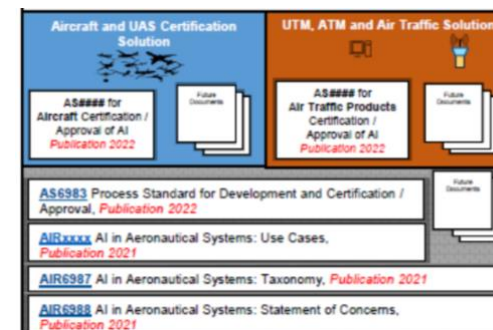 Aircraft and UAS Certification
Solution
AS#### for
Aircraft Certification /
Approval of AI
Publication 2022
Future
Documents
UTM, ATM and Air Traffic Solution
AS#### for
Air Traffic Products
Certification /
Approval of AI
Publication 2022
Future
Documents
AS6983 Process Standard for Development and Certification /
Approval, Publication 2022
Future
Documents
AIRxxxx AI in Aeronautical Systems: Use Cases,
Publication 2021
AIR6987 AI in Aeronautical Systems: Taxonomy, Publication 2021
AIR6988 AI in Aeronautical Systems: Statement of Concerns,
Publication 2021